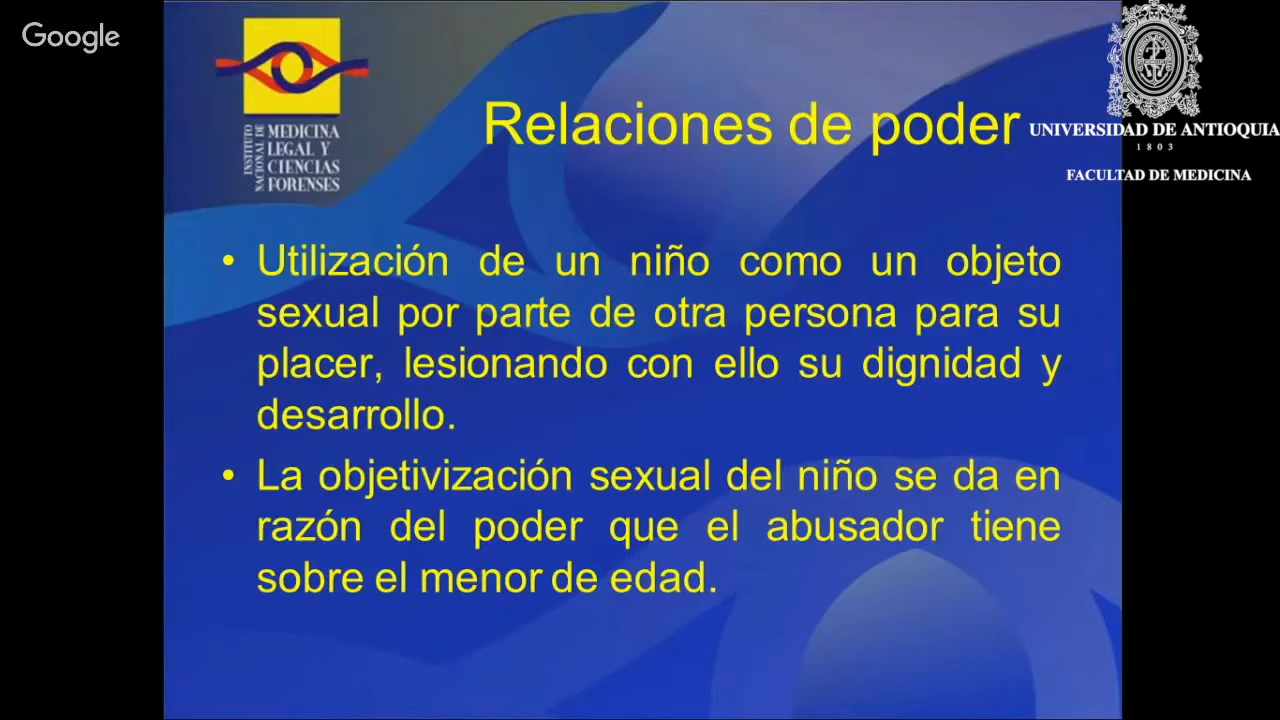 Google
INSTITUTO
NACIONAL DE
MEDICINA
LEGAL Y
CIENCIAS
FORENSES
Relaciones de poder
UNIVERSIDAD DE ANTIOQUIA
1803
FACULTAD DE MEDICINA
• Utilización de un niño como un objeto
sexual por parte de otra persona para su
placer, lesionando con ello su dignidad y
desarrollo.
• La objetivización sexual del niño se da en
razón del poder que el abusador tiene
sobre el menor de edad.